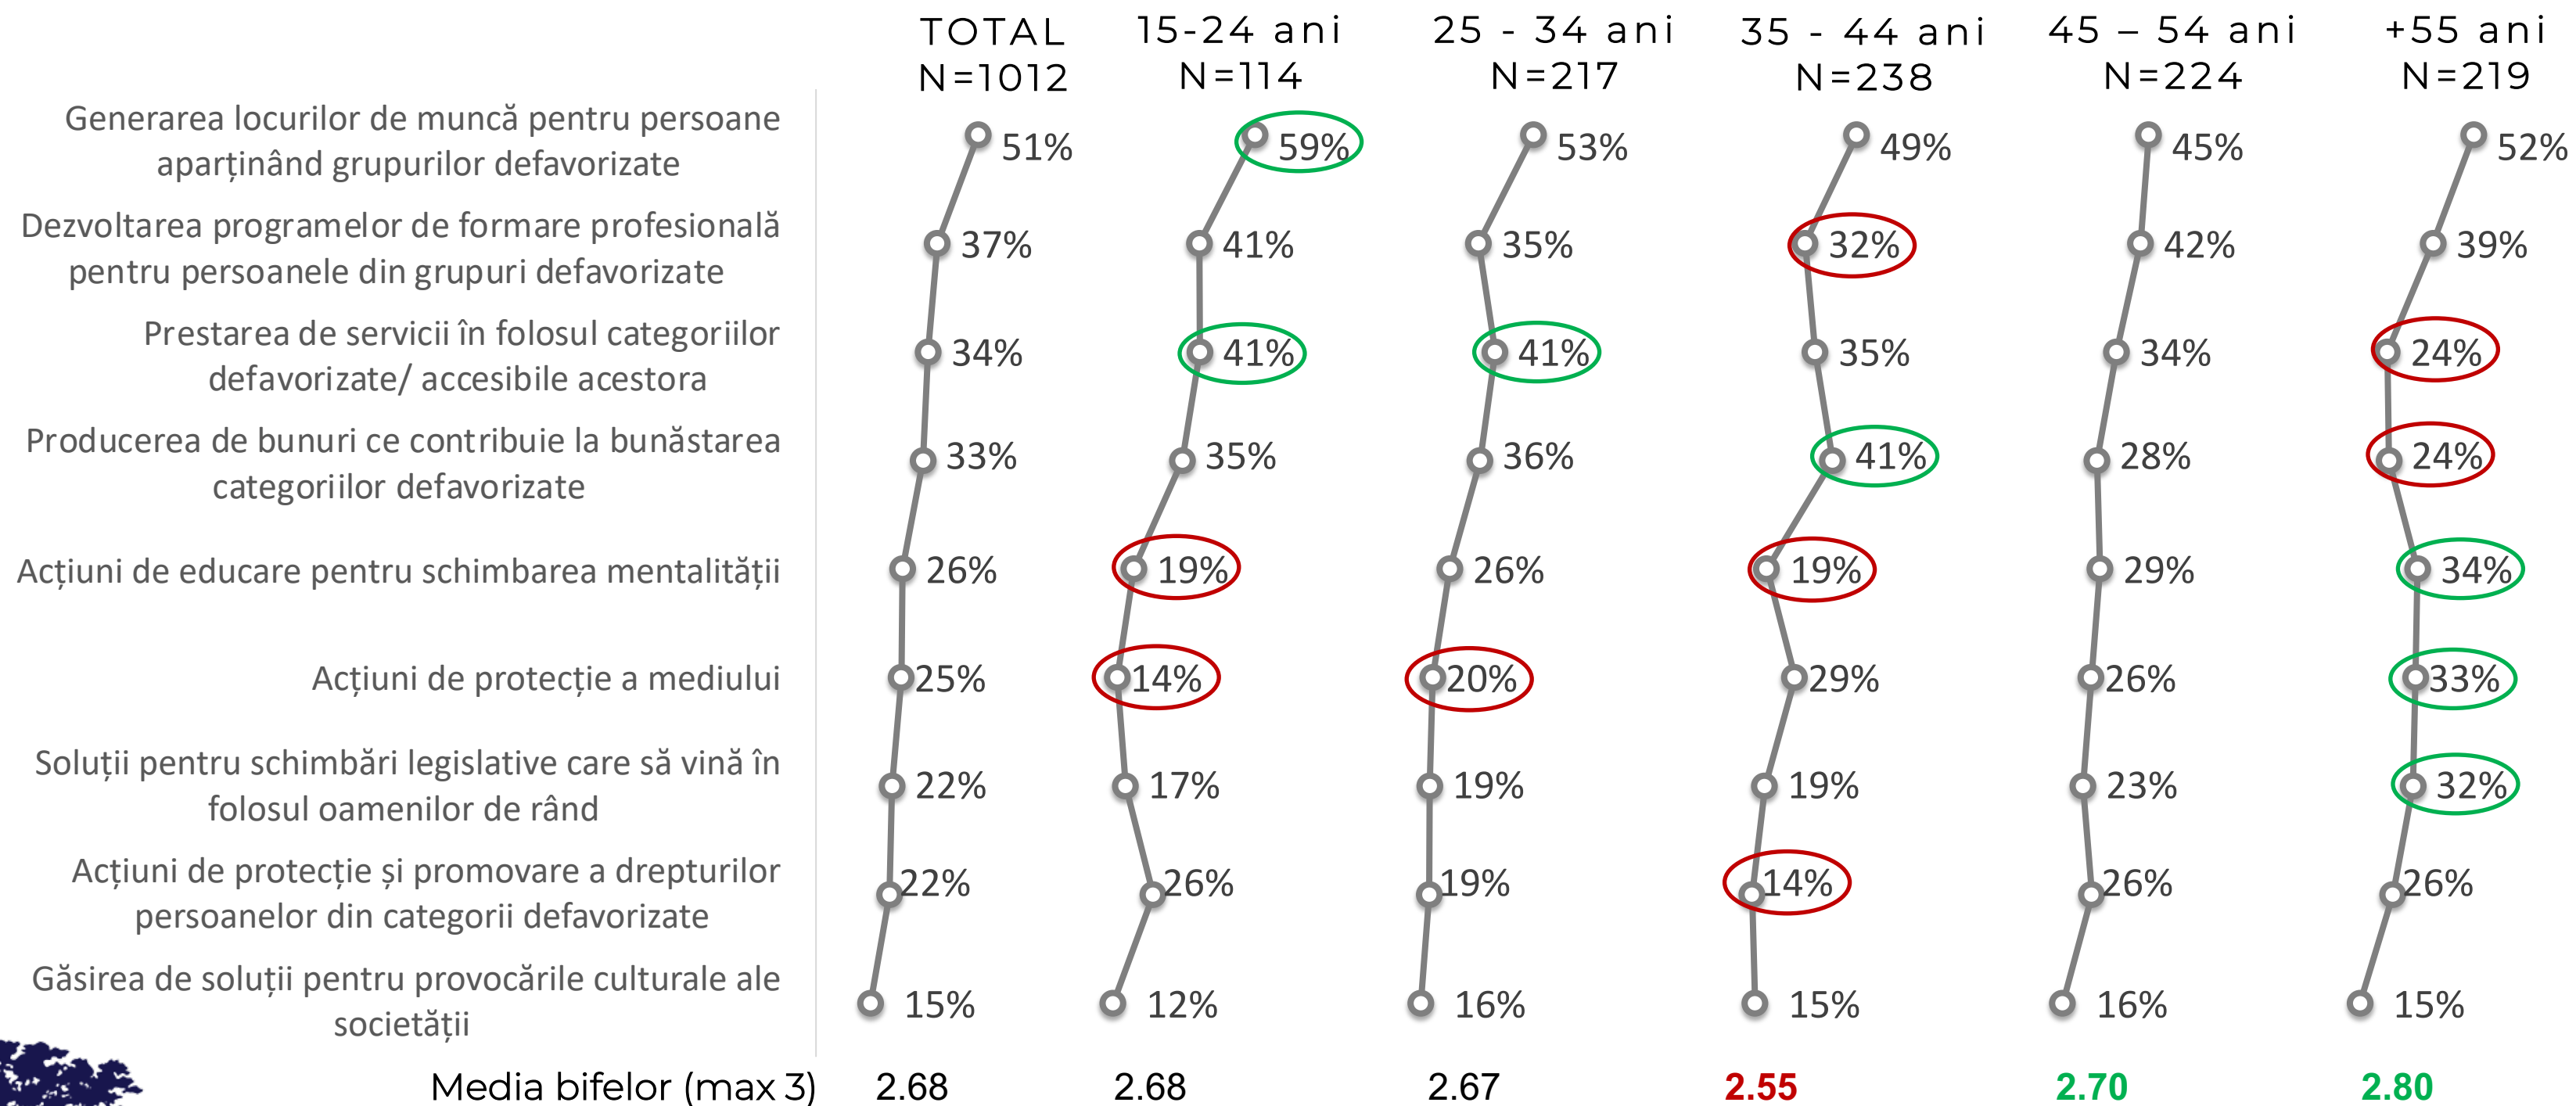 TOTAL 15-24 ani 25 - 34 ani 35 - 44 ani 45 – 54 ani +55 ani
N=1012 N=114 N=217 N=238 N=224 N=219
Generarea locurilor de muncă pentru persoane
aparținând grupurilor defavorizate
51% 59% 53% 49% 45% 52%
Dezvoltarea programelor de formare profesională
pentru persoanele din grupuri defavorizate
37% 41% 35% 32% 42% 39%
Prestarea de servicii în folosul categoriilor
defavorizate/ accesibile acestora
34% 41% 41% 35% 34% 24%
Producerea de bunuri ce contribuie la bunăstarea
categoriilor defavorizate
33% 35% 36% 41% 28% 24%
Acțiuni de educare pentru schimbarea mentalității
26% 19% 26% 19% 29% 34%
Acțiuni de protecție a mediului
25% 14% 20% 29% 26% 33%
Soluții pentru schimbări legislative care să vină în
folosul oamenilor de rând
22% 17% 19% 19% 23% 32%
Acțiuni de protecție și promovare a drepturilor
persoanelor din categorii defavorizate
22% 26% 19% 14% 26% 26%
Găsirea de soluții pentru provocările culturale ale
societății
15% 12% 16% 15% 16% 15%
Media bifelor (max 3) 2.68 2.68 2.67 2.55 2.70 2.80